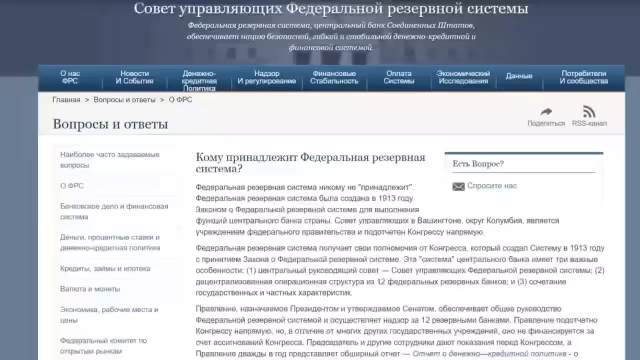 Совет управляющих Федеральной резервной системы
Федеральная резервная система, центральный банк Соединенных Штатов,
обеспечивает нацию безопасной, гибкой и стабильной денежно-кредитной и
финансовой системой.
О нас
ФРС
Новости
И События
Денежно-
кредитная
Политика
Надзор
И Регулирование
Финансовые
Стабильность
Оплата
Системы
Экономический
Исследования
Данные
Потребители
И сообщества
Главная > Вопросы и ответы > О ФРС
Вопросы и ответы
Поделиться
RSS-канал
Наиболее часто задаваемые
вопросы
О ФРС
Банковское дело и финансовая
система
Деньги, процентные ставки и
денежно-кредитная политика
Кредиты, займы и ипотека
Валюта и монеты
Экономика, рабочие места и
цены
Федеральный комитет по
открытым рынкам
Кому принадлежит Федеральная резервная
система?
Федеральная резервная система никому не "принадлежит".
Федеральная резервная система была создана в 1913 году
Законом о Федеральной резервной системе для выполнения
функций центрального банка страны. Совет управляющих в Вашингтоне, округ Колумбия, является
учреждением федерального правительства и подотчетен Конгрессу напрямую.
Федеральная резервная система получает свои полномочия от Конгресса, который создал Систему в 1913 году
с принятием Закона о Федеральной резервной системе. Эта "система" центрального банка имеет три важные
особенности: (1) центральный руководящий совет — Совет управляющих Федеральной резервной системы; (2)
децентрализованная операционная структура из 12 федеральных резервных банков; и (3) сочетание
государственных и частных характеристик.
Правление, назначаемое Президентом и утверждаемое Сенатом, обеспечивает общее руководство
Федеральной резервной системой и осуществляет надзор за 12 резервными банками. Правление подотчетно
Конгрессу напрямую, но, в отличие от многих других государственных учреждений, оно не финансируется за
счет ассигнований Конгресса. Председатель и другие сотрудники дают показания перед Конгрессом, а
Правление дважды в год представляет обширный отчет — Отчет о денежно-кредитной политике - о
Есть Вопрос?
Спросите нас